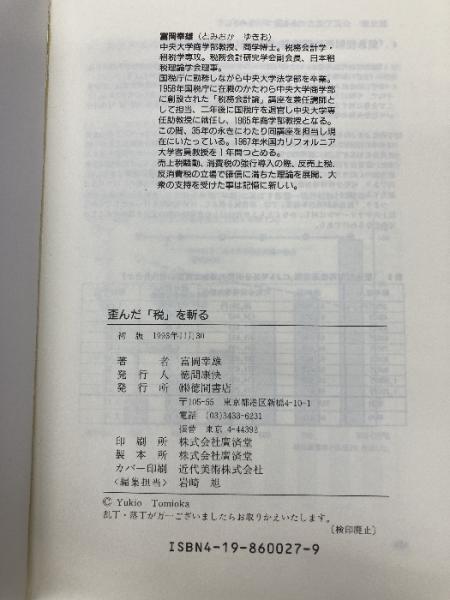 富岡幸雄（とみおか　ゆきお）
中央大学商学部教授、商学博士。税務会計学・
租税学専攻。税務会計研究学会副会長、日本租
税理論学会理事。
国税庁に勤務しながら中央大学法学部を卒業。
1958年国税庁に在職のかたわら中央大学商学部
に創設された「税務会計論」講座を兼任講師と
して担当、二年後に国税庁を退官し中央大学専
任助教授に就任し、1965年商学部教授となる。
この間、35年の永きにわたり同講座を担当し現
在にいたっている。1967年米国カリフォルニア
大学客員教授を1年間つとめる。
売上税騒動、消費税の強行導入の際、反売上税、
反消費税の立場で確信に満ちた理論を展開、大
衆の支持を受けた事は記憶に新しい。
歪んだ「税」を斬る
初　版　1993年11月30
著　　者　富岡幸雄
発 行 人　徳間康快
発 行 所　㈱徳間書店
〒105-55　東京都港区新橋4-10-1
電話　(03)3433-6231
振替　東京 4-44392
印 刷 所　株式会社廣済堂
製 本 所　株式会社廣済堂
カバー印刷　近代美術株式会社
〈編集担当〉　岩崎　旭
© Yukio Tomioka
乱丁・落丁が万一ございましたらお取りかえいたします。
〔検印廃止〕
ISBN4-19-860027-9